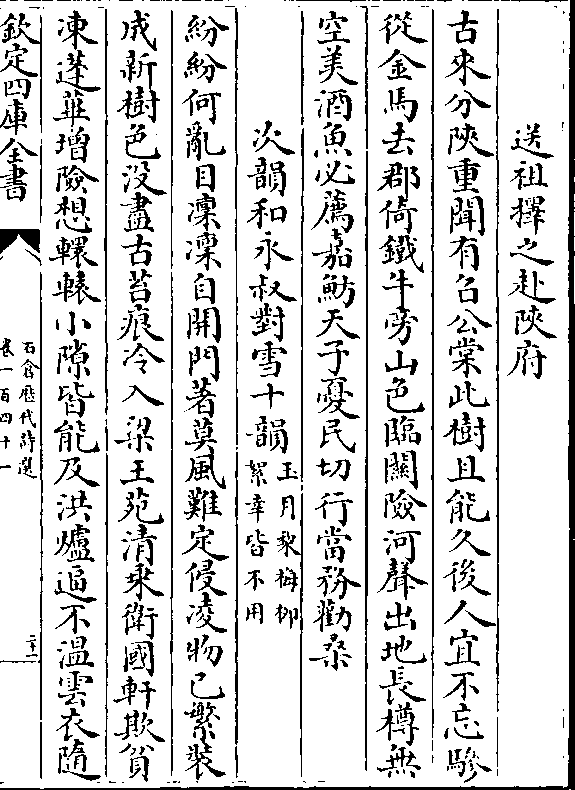 送祖擇之赴陜府
古來分陜重聞有召公棠此樹且能久後人宜不忘驂
從金馬去郡倚鐵牛旁山色臨關險河聲出地長樽無
空美酒魚必薦嘉魴天子憂民切行當務勸桑
次韻和永叔對雪十韻玉月梨梅柳絮𦫵皆不用
紛紛何亂目凜凜自開門著莫風難定侵凌物已繁裝
成新樹色沒盡古苔痕冷入梁王苑清乘衛國軒欺貧
凍蓬蓽增險想轘轅小隙皆能及洪爐逼不溫雲衣隨
欽定四庫全書
石倉歷代詩選
卷一百四十一
二十二